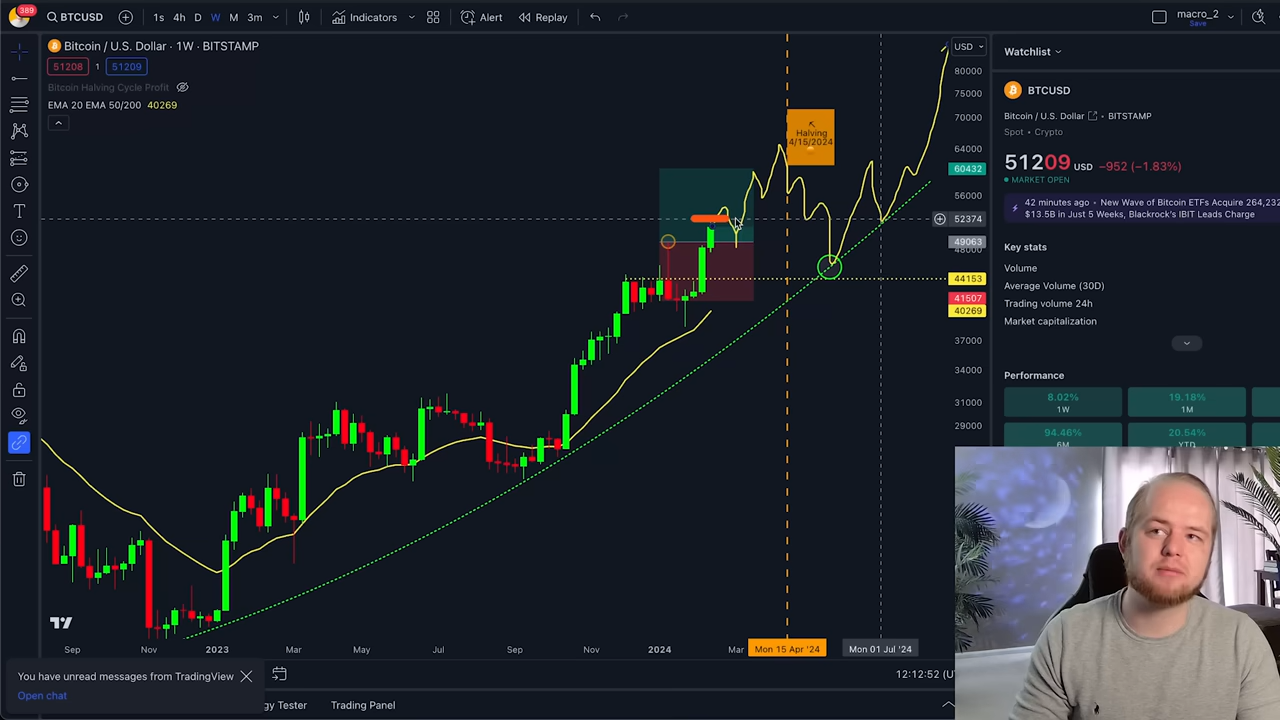 389
BTCUSD
1s 4h D W M 3m
Indicators
Alert
Replay
macro_2
Save
Bitcoin / U.S. Dollar · 1W · BITSTAMP
51208 1 51209
Bitcoin Halving Cycle Profit
EMA 20 EMA 50/200 40269
USD
80000
75000
70000
64000
60432
56000
52374
49063
48000
44153
41507
40269
37000
34000
31000
29000
Halving
4/15/2024
Sep Nov 2023 Mar May Jul Sep Nov 2024 Mar Mon 15 Apr '24 Mon 01 Jul '24
You have unread messages from TradingView
Open chat
12:12:52 (U
gy Tester
Trading Panel
Watchlist
BTCUSD
Bitcoin / U.S. Dollar · BITSTAMP
Spot · Crypto
51209 USD −952 (−1.83%)
MARKET OPEN
42 minutes ago · New Wave of Bitcoin ETFs Acquire 264,232
$13.5B in Just 5 Weeks, Blackrock's IBIT Leads Charge
Key stats
Volume
Average Volume (30D)
Trading volume 24h
Market capitalization
Performance
8.02% 19.18%
1W 1M
94.46% 20.54%
6M YTD